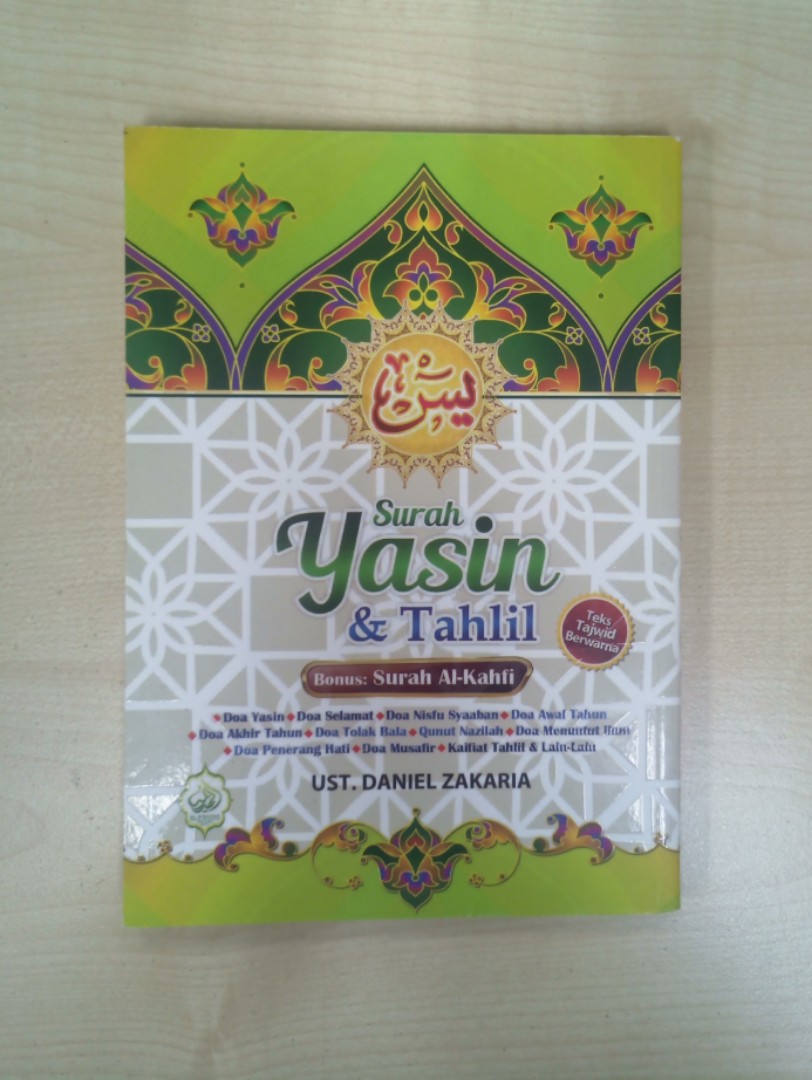 يس
Surah
Yasin
& Tahlil
Teks
Tajwid
Berwarna
Bonus: Surah Al-Kahfi
Doa Yasin ◆ Doa Selamat ◆ Doa Nisfu Syaaban ◆ Doa Awal Tahun
◆ Doa Akhir Tahun ◆ Doa Tolak Bala ◆ Qunut Nazilah ◆ Doa Menuntut Ilmu
◆ Doa Penerang Hati ◆ Doa Musafir ◆ Kaifiat Tahlil & Lain-Lain
UST. DANIEL ZAKARIA